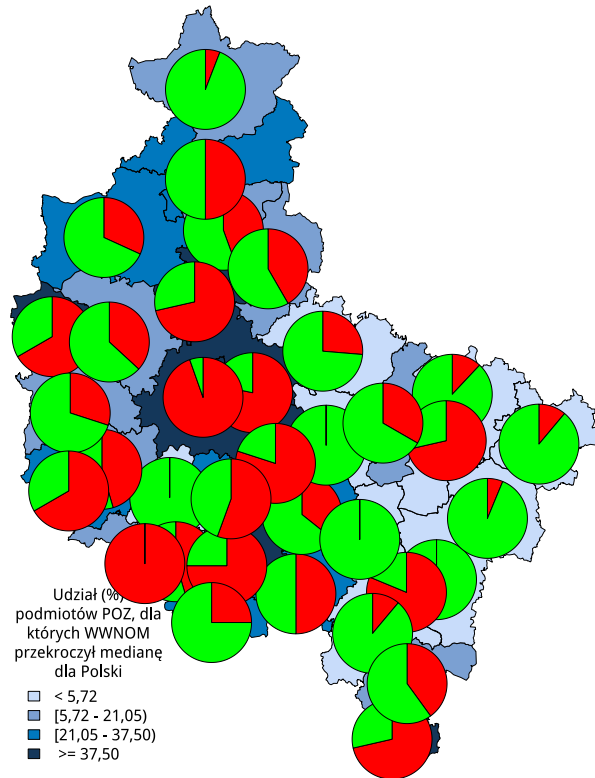 Udział (%)
podmiotów POZ, dla
których WWNOM
przekroczył medianę
dla Polski
< 5,72
[5,72 - 21,05)
[21,05 - 37,50)
>= 37,50